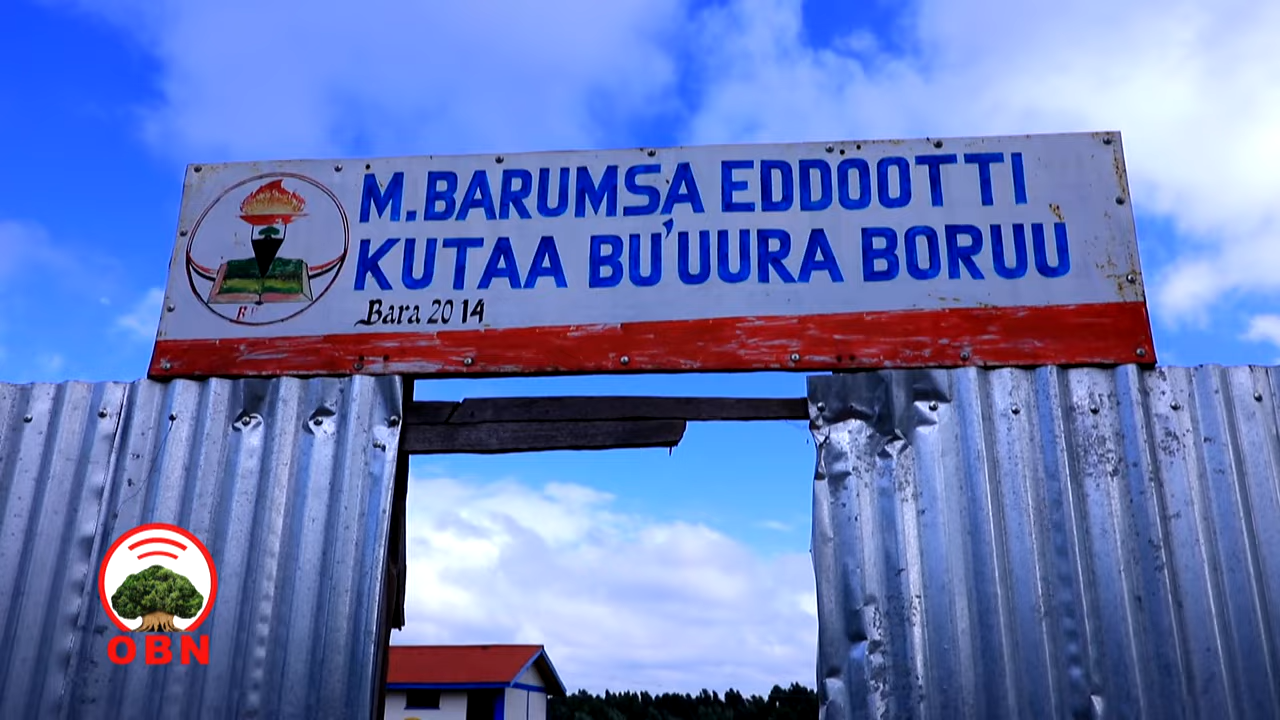 M.BARUMSA EDDOOTTI
KUTAA BU'UURA BORUU
Bara 2014
OBN